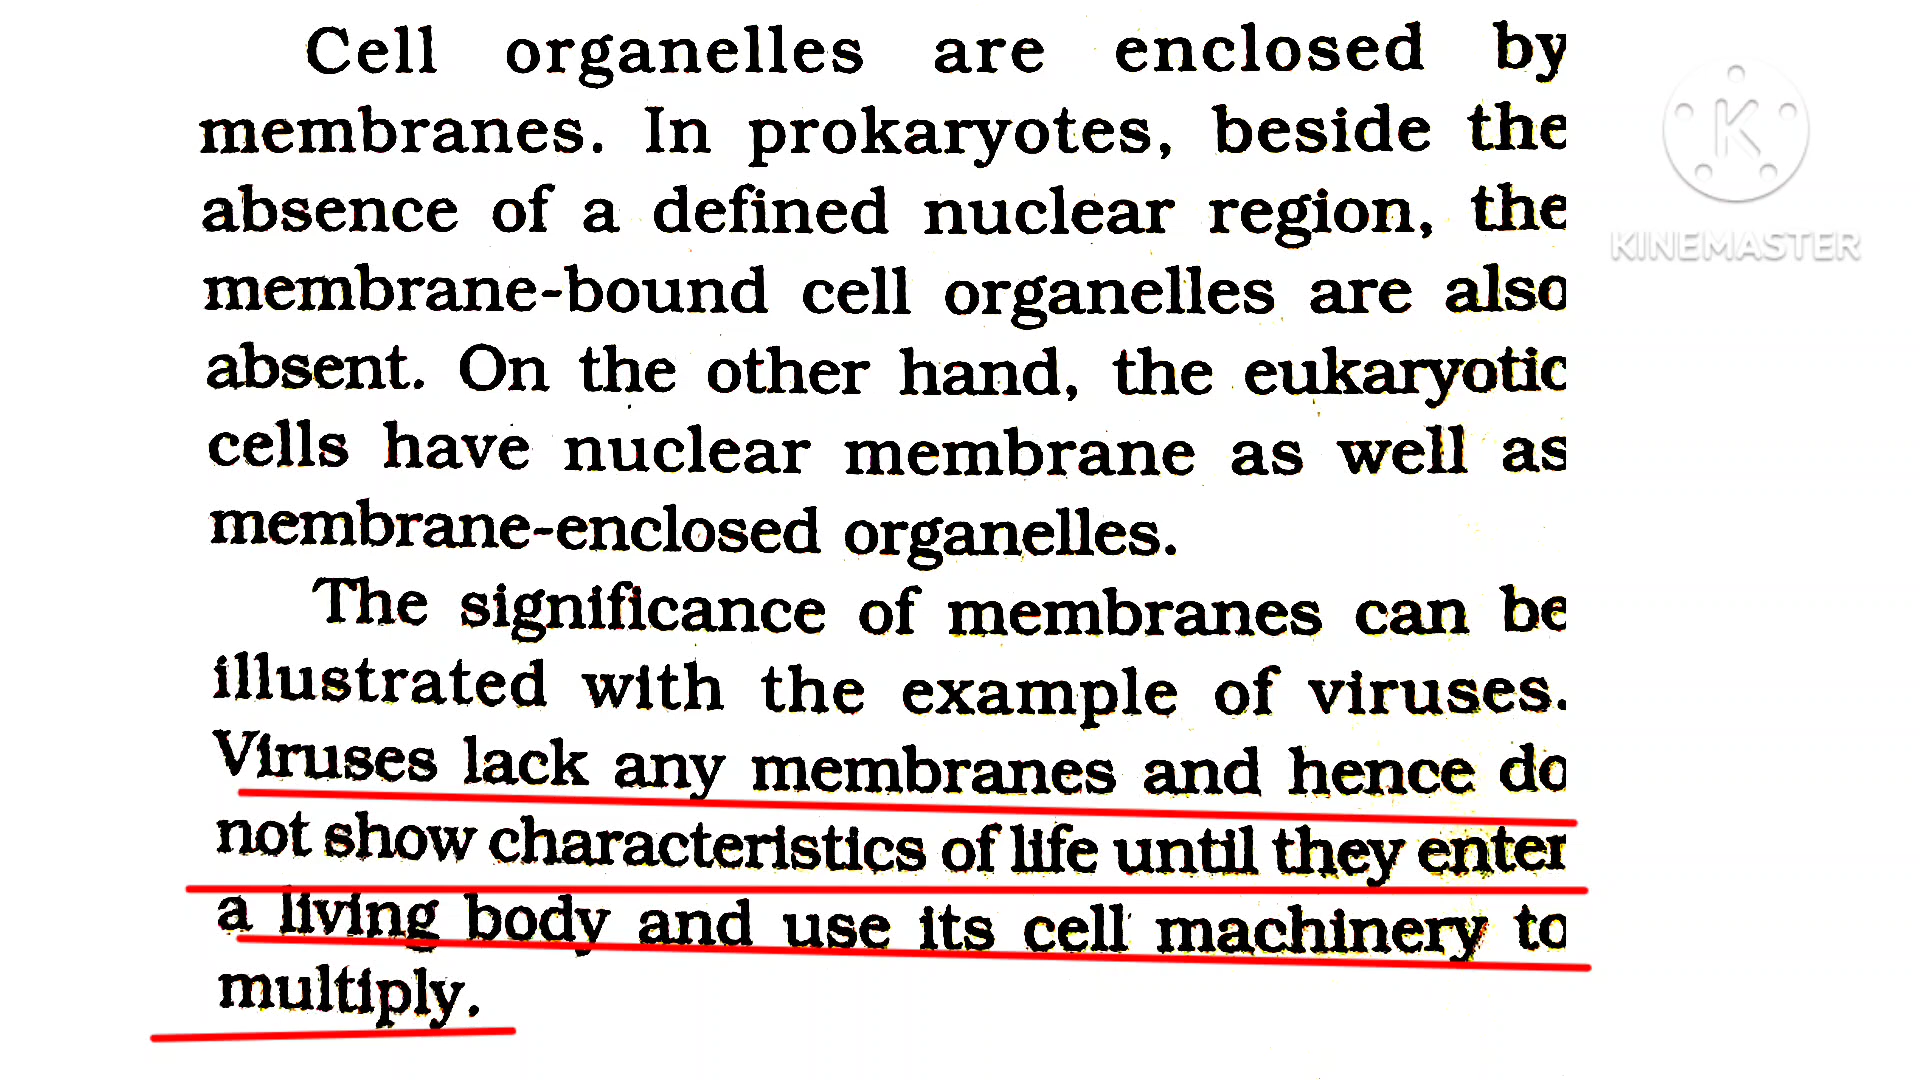 Cell organelles are enclosed by
membranes. In prokaryotes, beside the
absence of a defined nuclear region, the
membrane-bound cell organelles are also
absent. On the other hand, the eukaryotic
cells have nuclear membrane as well as
membrane-enclosed organelles.
The significance of membranes can be
illustrated with the example of viruses.
Viruses lack any membranes and hence do
not show characteristics of life until they enter
a living body and use its cell machinery to
multiply.
K
KINEMASTER